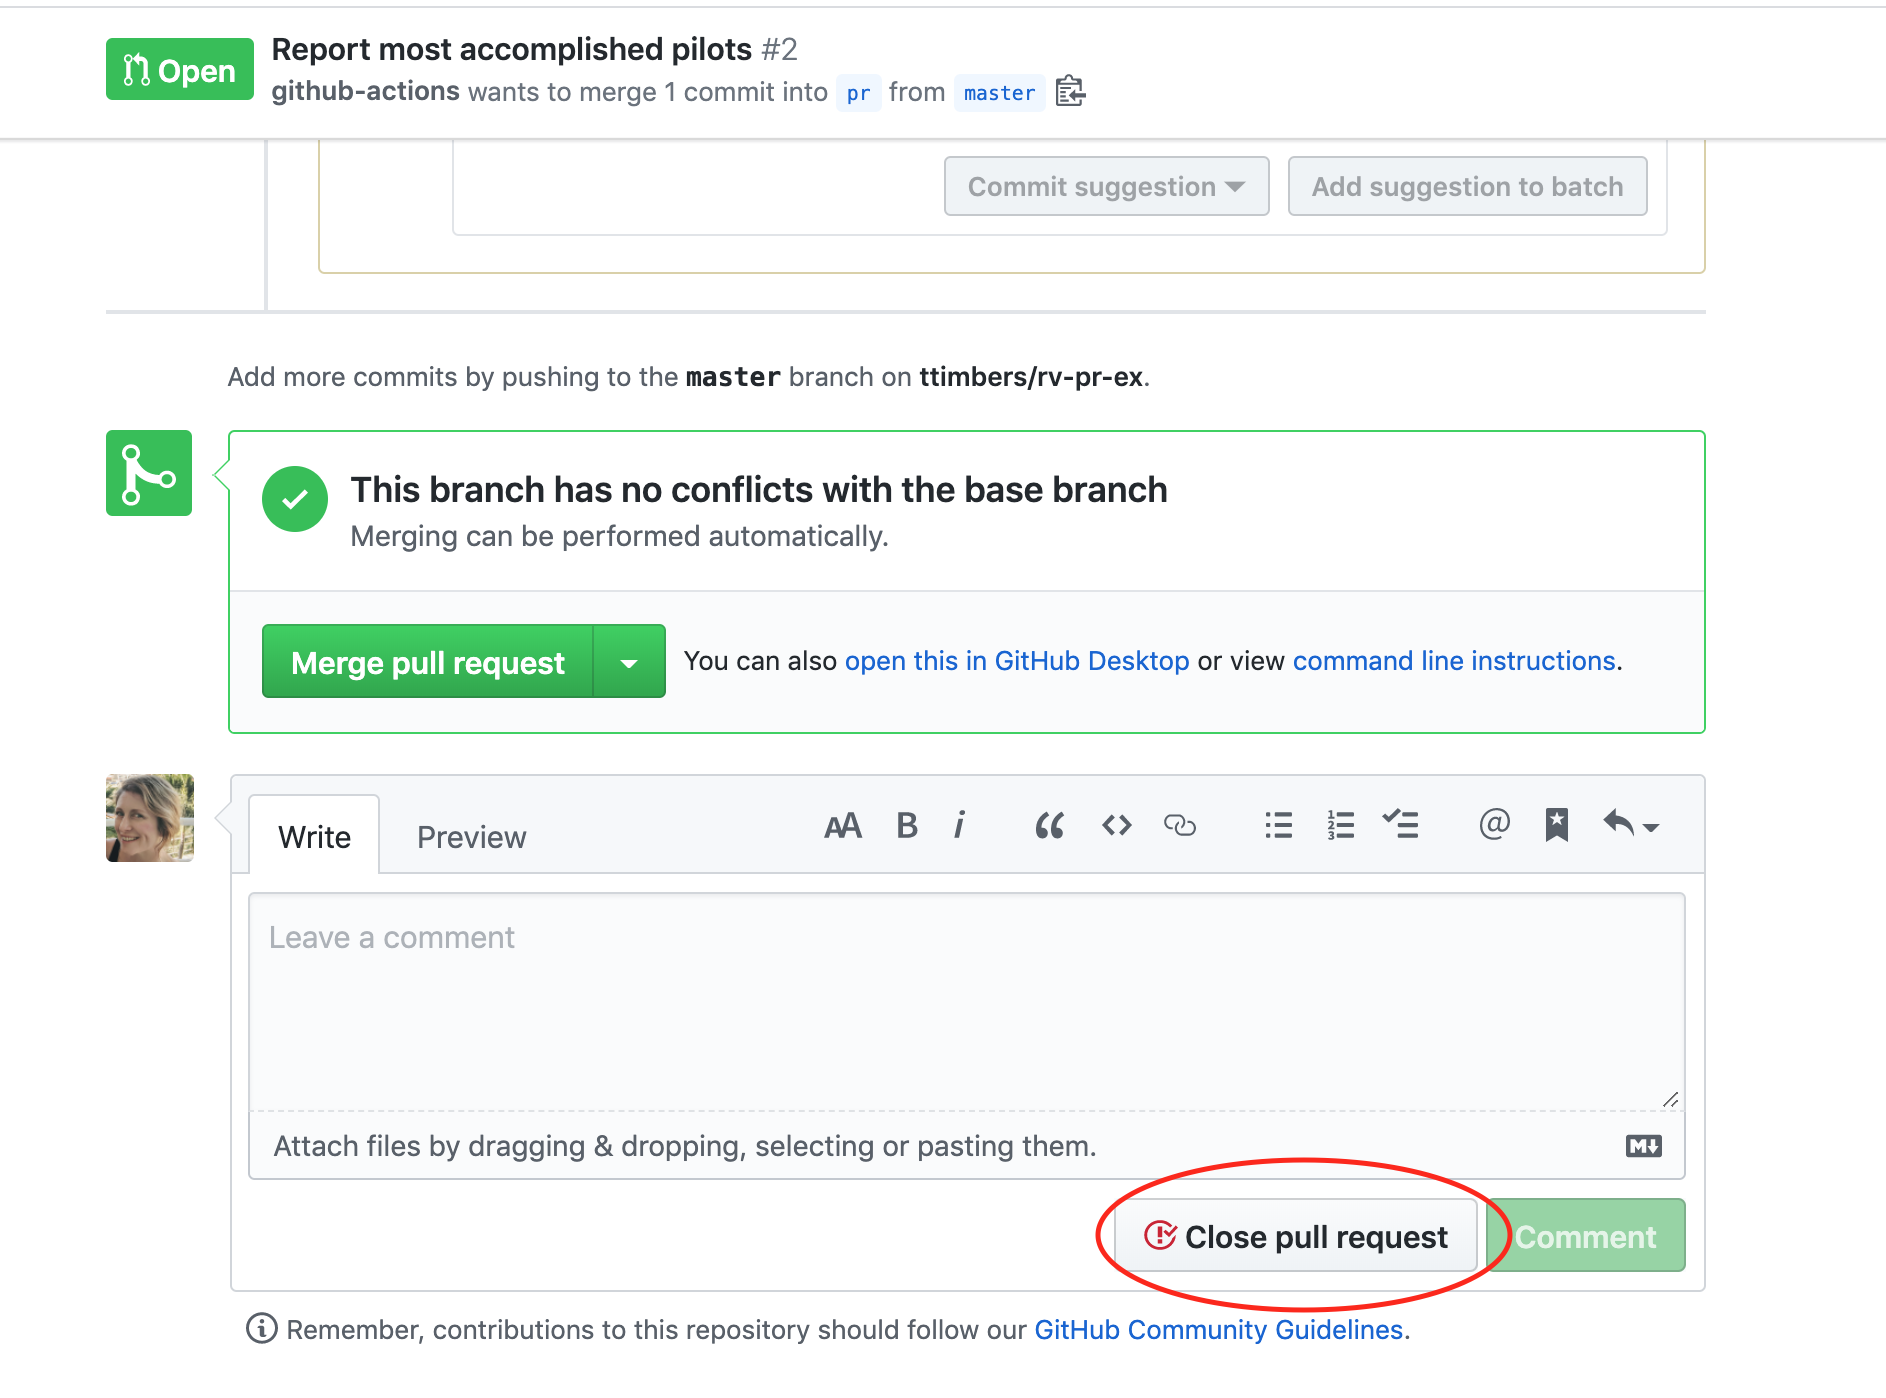 Open
Report most accomplished pilots #2
github-actions wants to merge 1 commit into pr from master
Commit suggestion
Add suggestion to batch
Add more commits by pushing to the master branch on ttimbers/rv-pr-ex.
This branch has no conflicts with the base branch
Merging can be performed automatically.
Merge pull request
You can also open this in GitHub Desktop or view command line instructions.
Write
Preview
AA B i
Leave a comment
Attach files by dragging & dropping, selecting or pasting them.
M
Close pull request
Comment
Remember, contributions to this repository should follow our GitHub Community Guidelines.